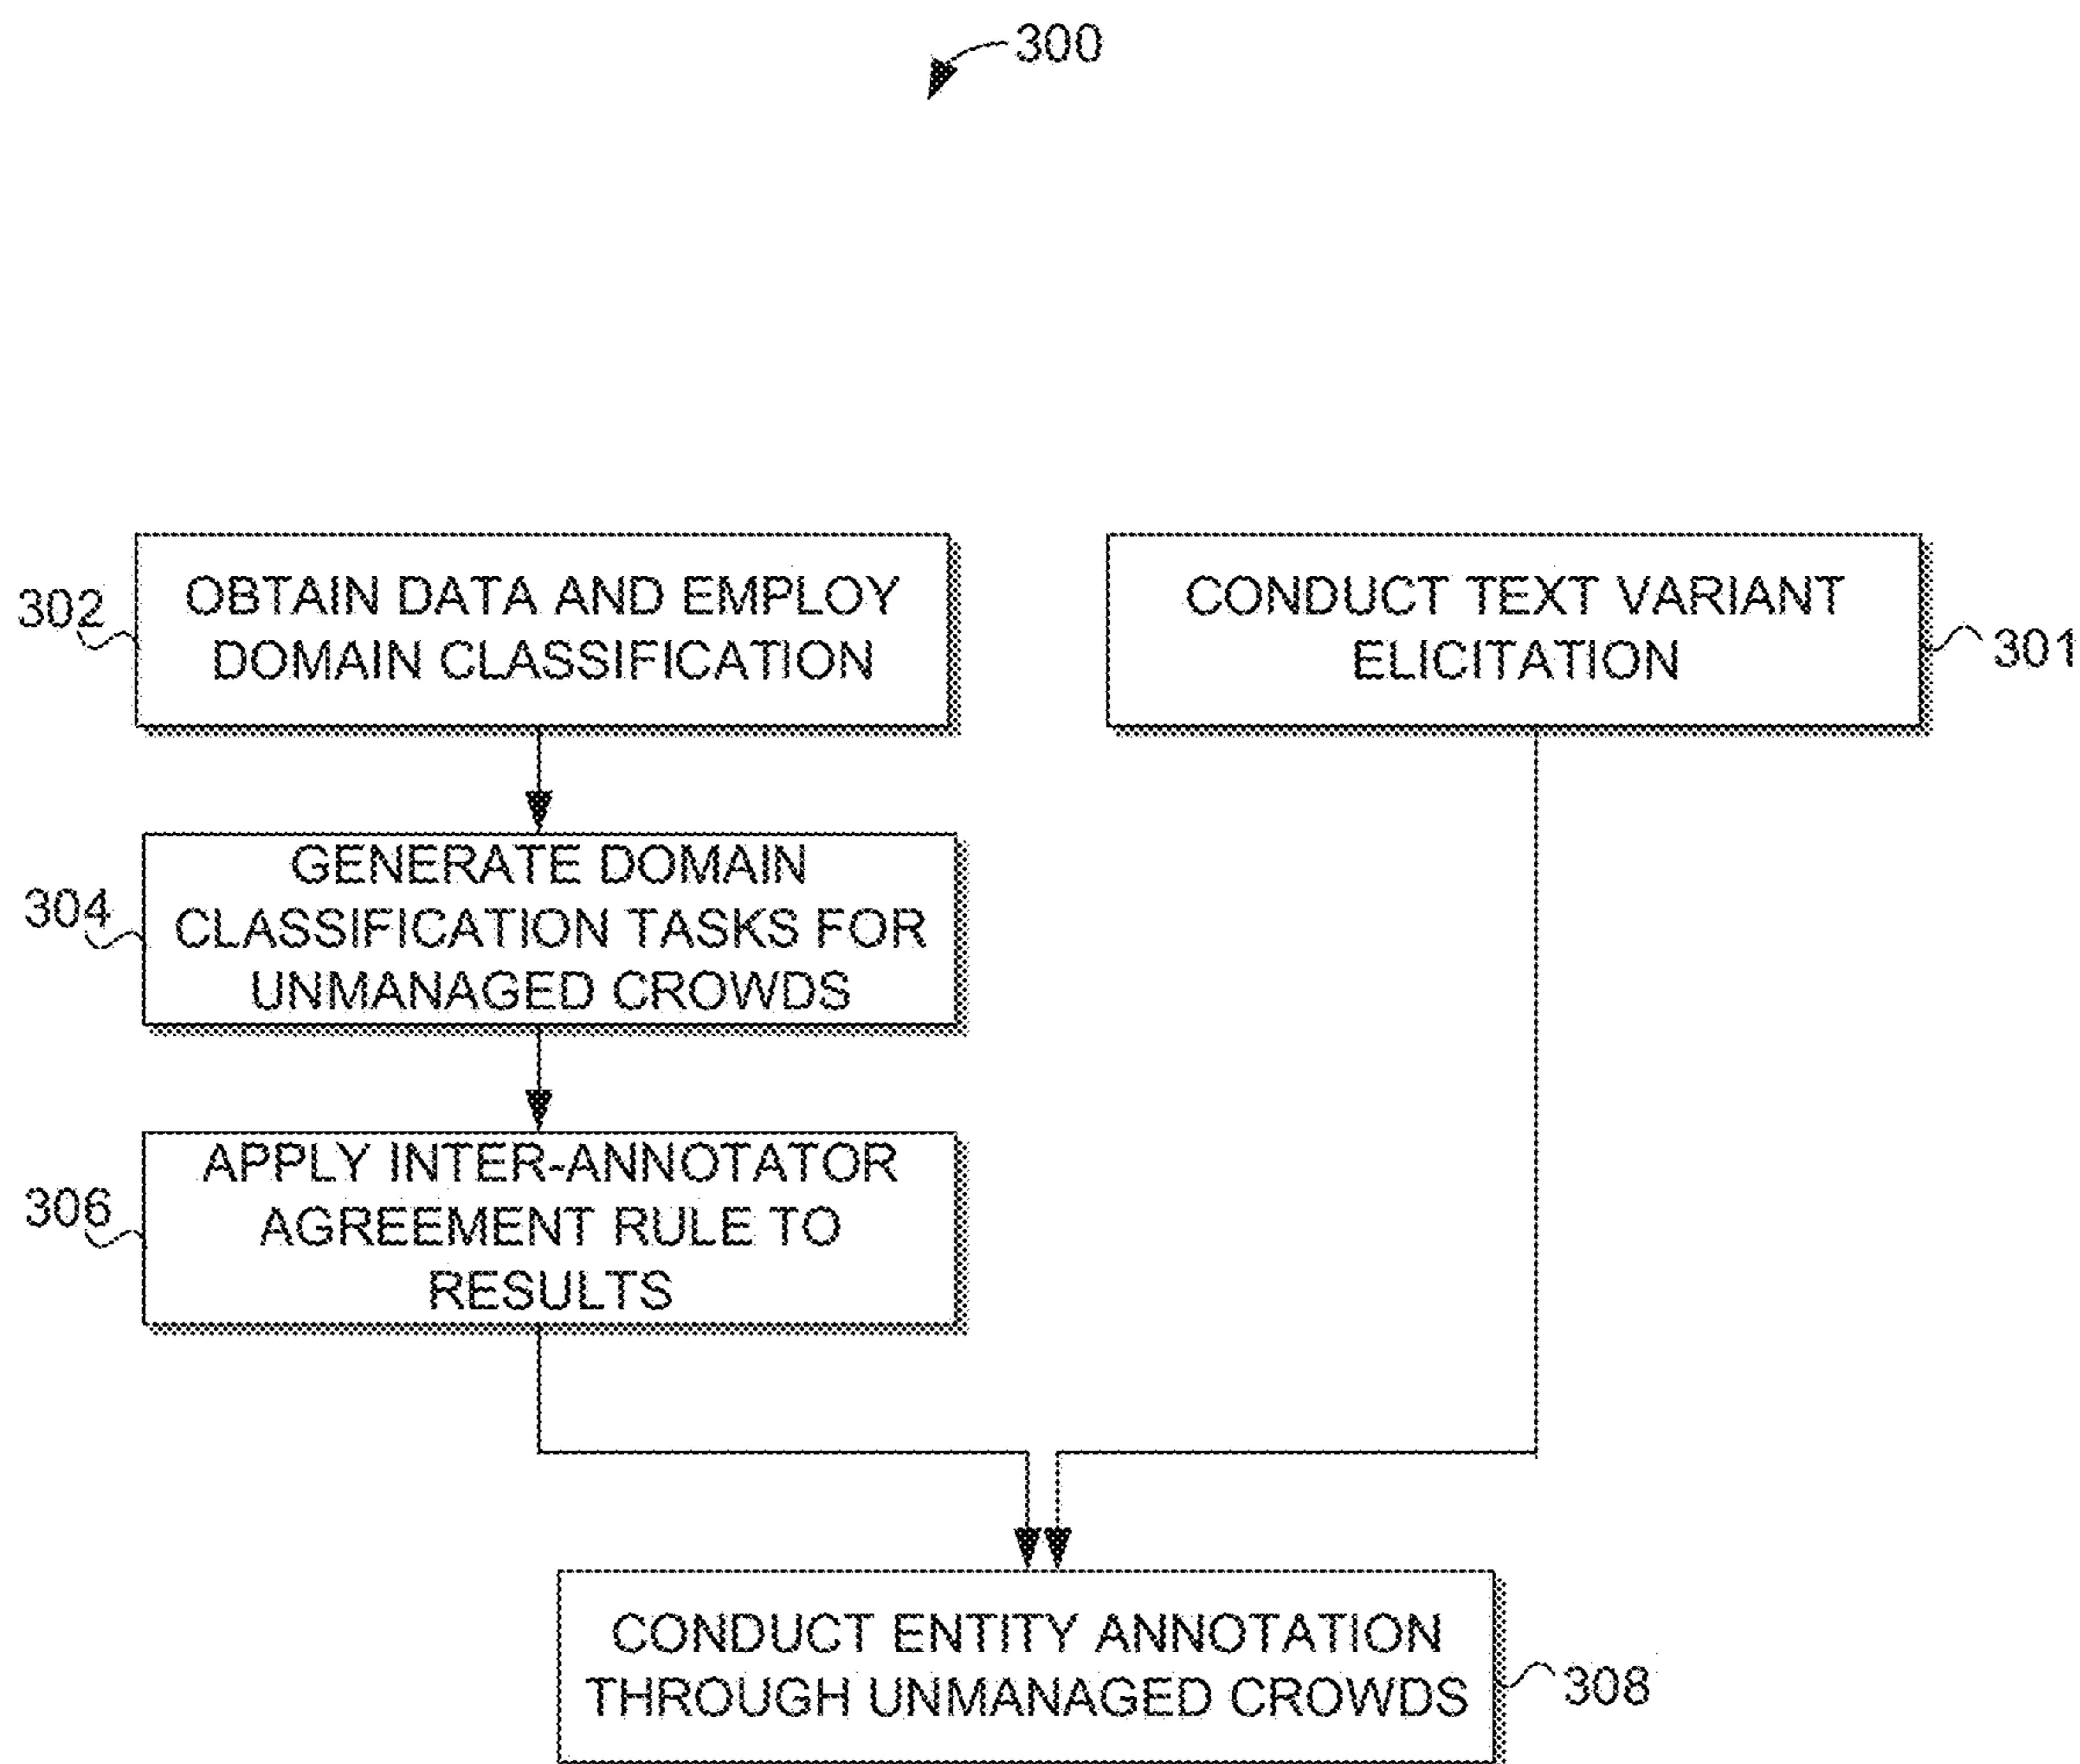 300
302
OBTAIN DATA AND EMPLOY
DOMAIN CLASSIFICATION
CONDUCT TEXT VARIANT
ELICITATION
301
304
GENERATE DOMAIN
CLASSIFICATION TASKS FOR
UNMANAGED CROWDS
306
APPLY INTER-ANNOTATOR
AGREEMENT RULE TO
RESULTS
CONDUCT ENTITY ANNOTATION
THROUGH UNMANAGED CROWDS
308